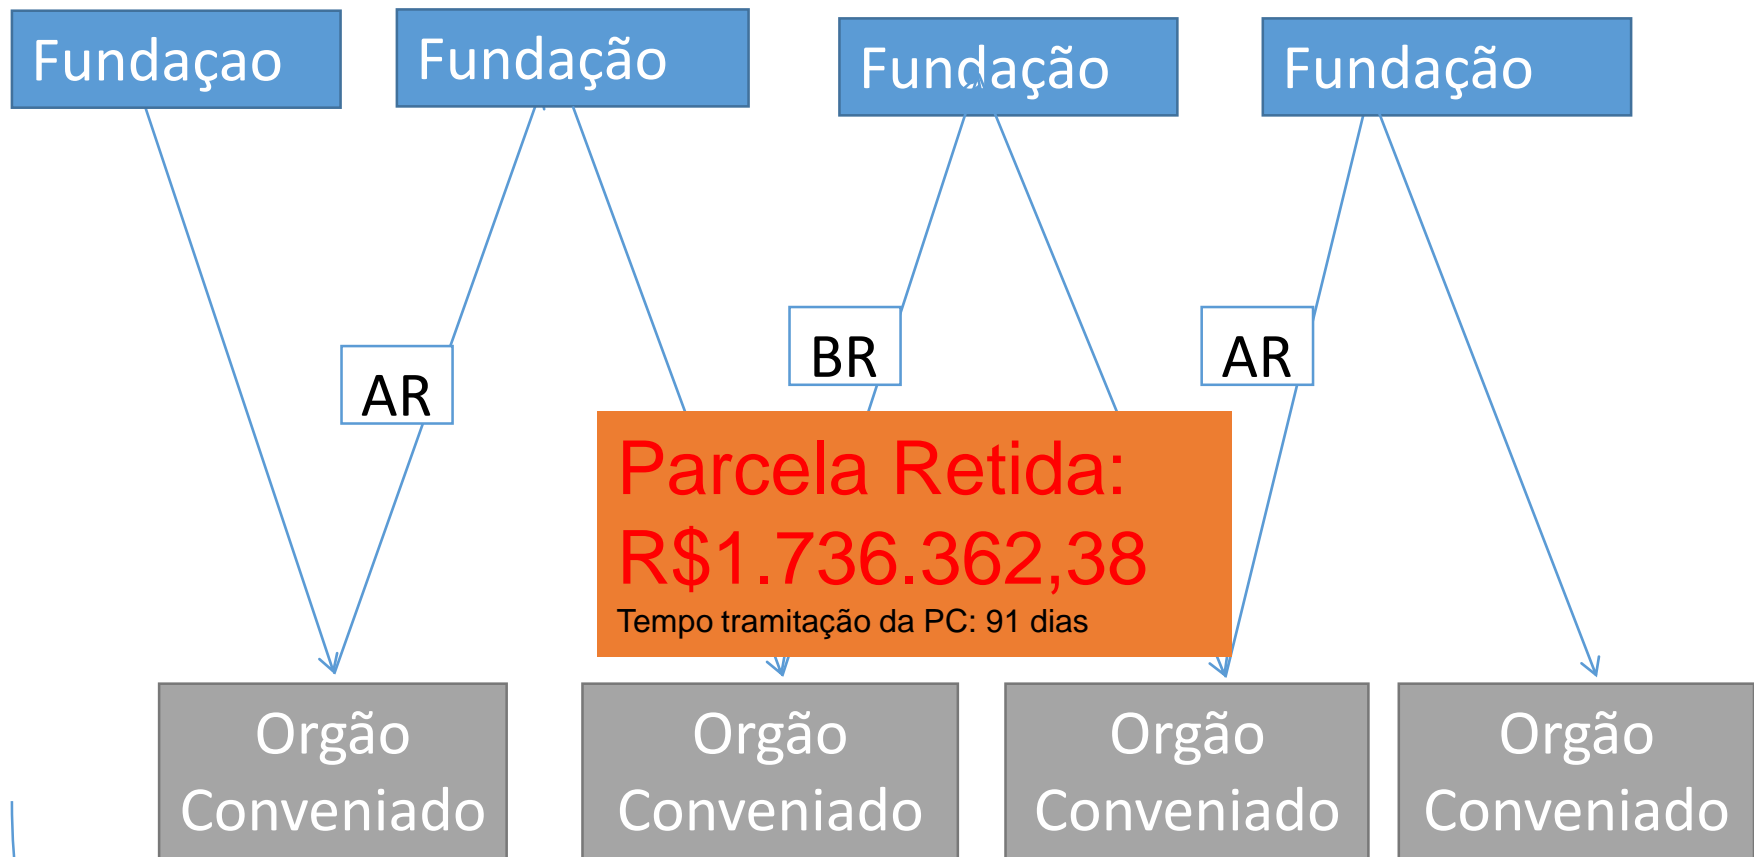 Fundaçao
Fundação
Fundação
Fundação
AR
BR
AR
Parcela Retida:
R$1.736.362,38
Tempo tramitação da PC: 91 dias
Orgão
Conveniado
Orgão
Conveniado
Orgão
Conveniado
Orgão
Conveniado